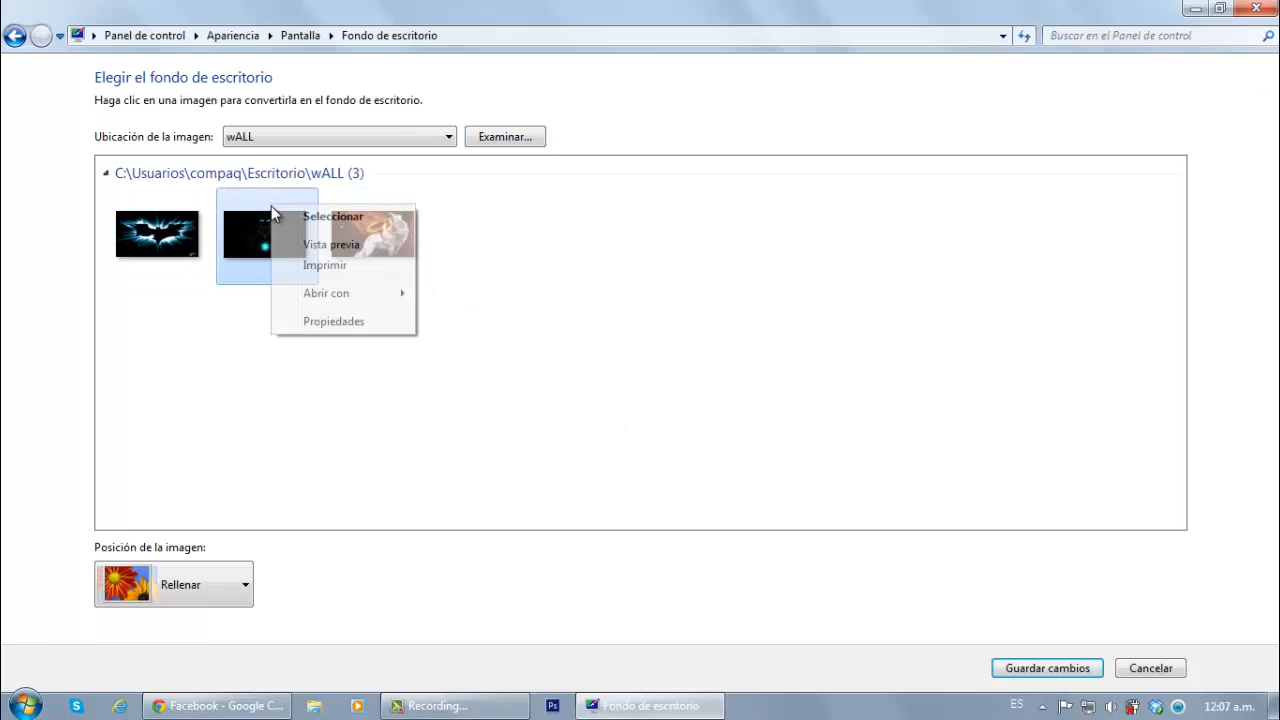 Panel de control
Apariencia
Pantalla
Fondo de escritorio
Buscar en el Panel de control
Elegir el fondo de escritorio
Haga clic en una imagen para convertirla en el fondo de escritorio.
Ubicación de la imagen:
wALL
Examinar...
C:\Usuarios\compaq\Escritorio\wALL (3)
Seleccionar
Vista previa
Imprimir
Abrir con
Propiedades
Posición de la imagen:
Rellenar
Guardar cambios
Cancelar
Facebook - Google C...
Recording...
Ps
Fondo de escritorio
ES
12:07 a.m.